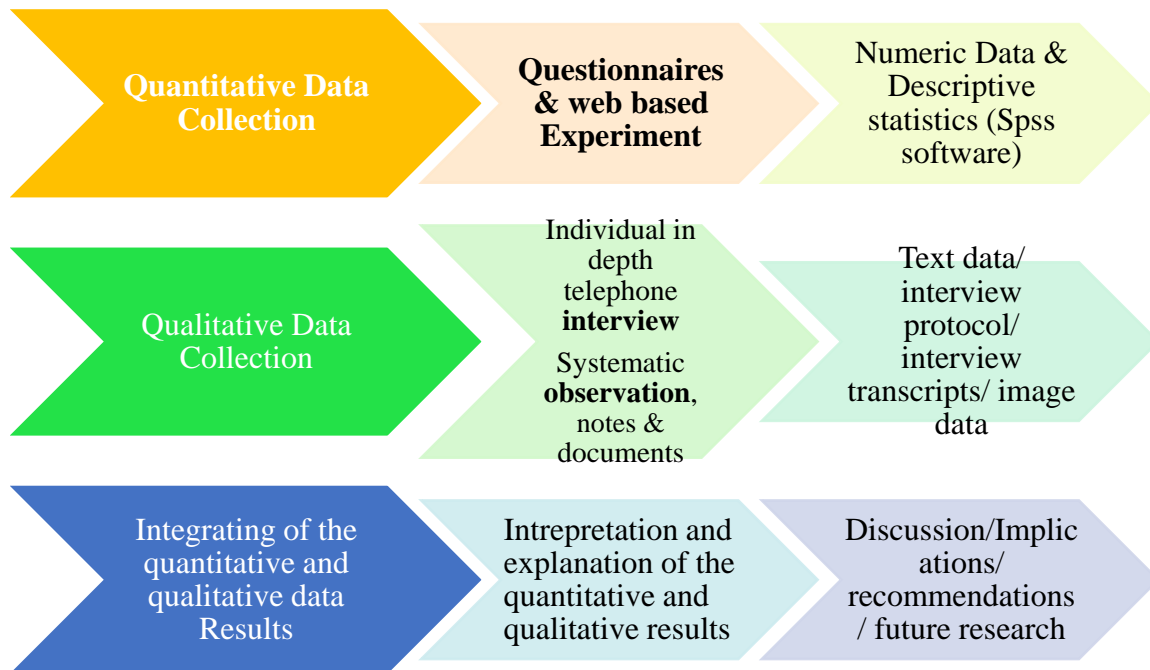 Quantitative Data
Collection
Questionnaires
& web based
Experiment
Numeric Data &
Descriptive
statistics (Spss
software)
Qualitative Data
Collection
Individual in
depth
telephone
interview
Systematic
observation,
notes &
documents
Text data/
interview
protocol/
interview
transcripts/ image
data
Integrating of the
quantitative and
qualitative data
Results
Intrepretation and
explanation of the
quantitative and
qualitative results
Discussion/Implic
ations/
recommendations
/ future research